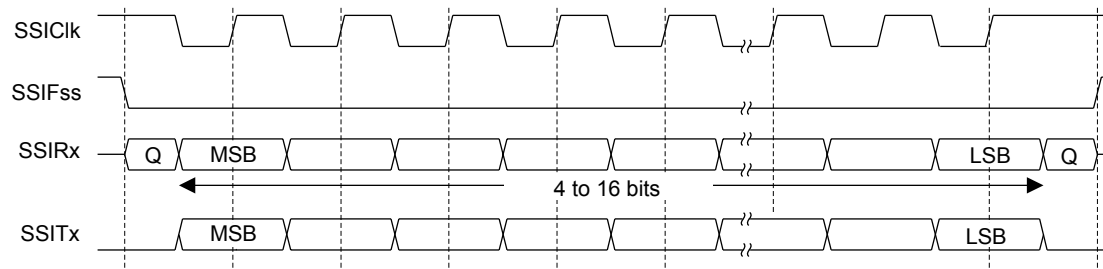 SSIClk
SSIFss
SSIRx Q MSB LSB Q
4 to 16 bits
SSITx MSB LSB